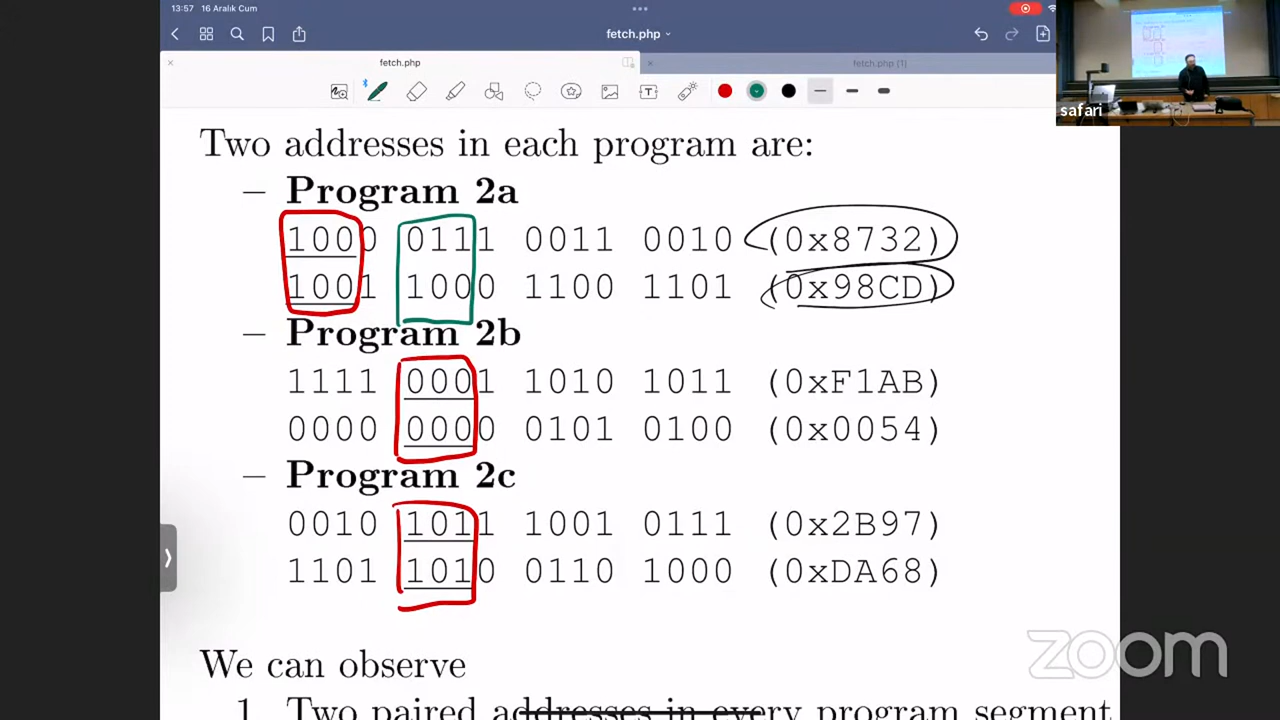 13:57 16 Aralık Cum
fetch.php
fetch.php
fetch.php (1)
safari
Two addresses in each program are:
– Program 2a
1000 0111 0011 0010 (0x8732)
1001 1000 1100 1101 (0x98CD)
– Program 2b
1111 0001 1010 1011 (0xF1AB)
0000 0000 0101 0100 (0x0054)
– Program 2c
0010 1011 1001 0111 (0x2B97)
1101 1010 0110 1000 (0xDA68)
We can observe
1 Two paired addresses in every program segment
zoom